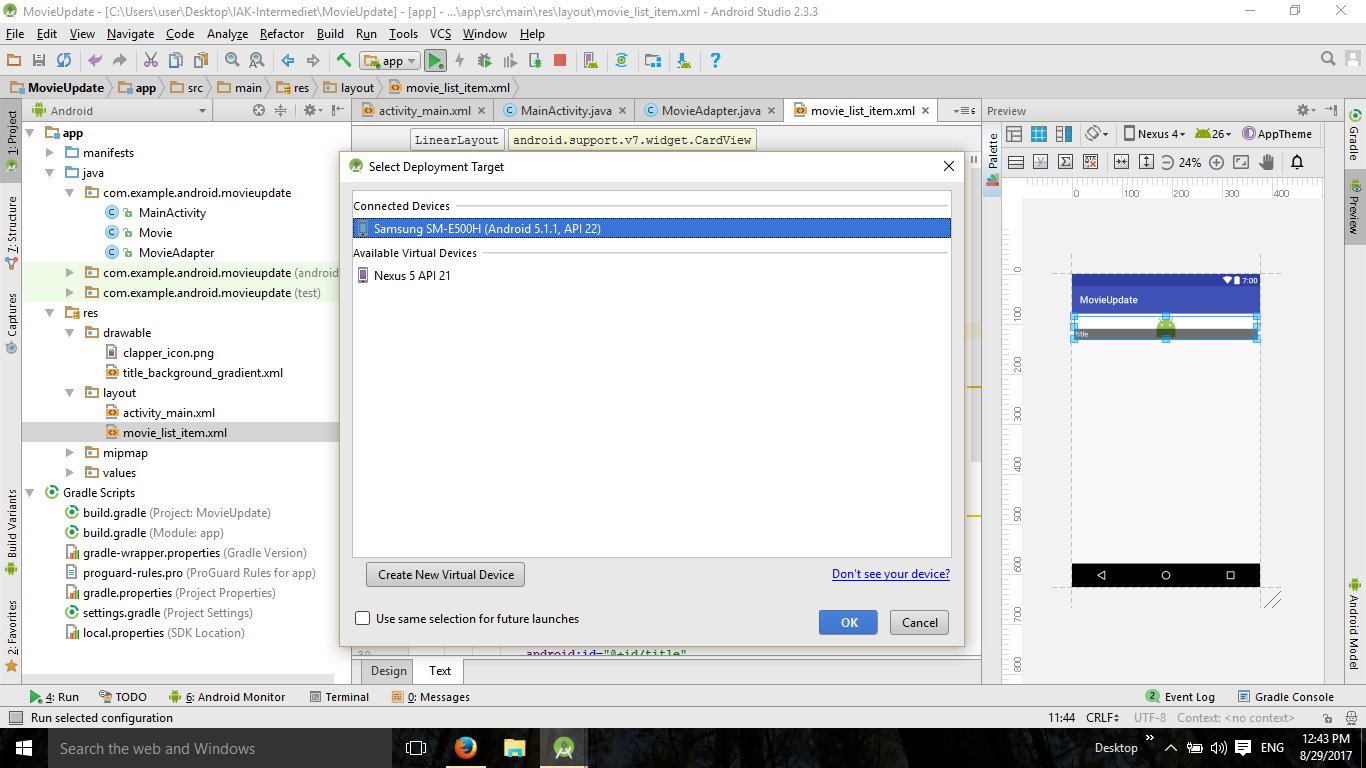 MovieUpdate - [C:\Users\user\Desktop\IAK-Intermediet\MovieUpdate] - [app] - ...\app\src\main\res\layout\movie_list_item.xml - Android Studio 2.3.3
File Edit View Navigate Code Analyze Refactor Build Run Tools VCS Window Help
app
MovieUpdate app src main res layout movie_list_item.xml
Android
activity_main.xml MainActivity.java MovieAdapter.java movie_list_item.xml
6
Preview
LinearLayout android.support.v7.widget.CardView
Nexus 4 26 AppTheme
24%
1: Project
7: Structure
Captures
Build Variants
2: Favorites
app
manifests
java
com.example.android.movieupdate
MainActivity
Movie
MovieAdapter
com.example.android.movieupdate (android
com.example.android.movieupdate (test)
res
drawable
clapper_icon.png
title_background_gradient.xml
layout
activity_main.xml
movie_list_item.xml
mipmap
values
Gradle Scripts
build.gradle (Project: MovieUpdate)
build.gradle (Module: app)
gradle-wrapper.properties (Gradle Version)
proguard-rules.pro (ProGuard Rules for app)
gradle.properties (Project Properties)
settings.gradle (Project Settings)
local.properties (SDK Location)
Select Deployment Target
Connected Devices
Samsung SM-E500H (Android 5.1.1, API 22)
Available Virtual Devices
Nexus 5 API 21
Create New Virtual Device
Don't see your device?
Use same selection for future launches
OK Cancel
30 android:id="@+id/title"
Design Text
Palette
0 100 200 300 400
0
100
200
300
400
500
600
700
800
7:00
MovieUpdate
title
Gradle
Preview
Android Model
4: Run TODO 6: Android Monitor Terminal 0: Messages 2 Event Log Gradle Console
Run selected configuration 11:44 CRLF UTF-8 Context: <no context>
Search the web and Windows
Desktop
ENG
12:43 PM
8/29/2017